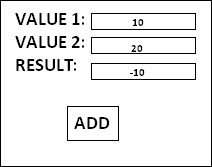 VALUE 1: 10
VALUE 2: 20
RESULT: -10
ADD